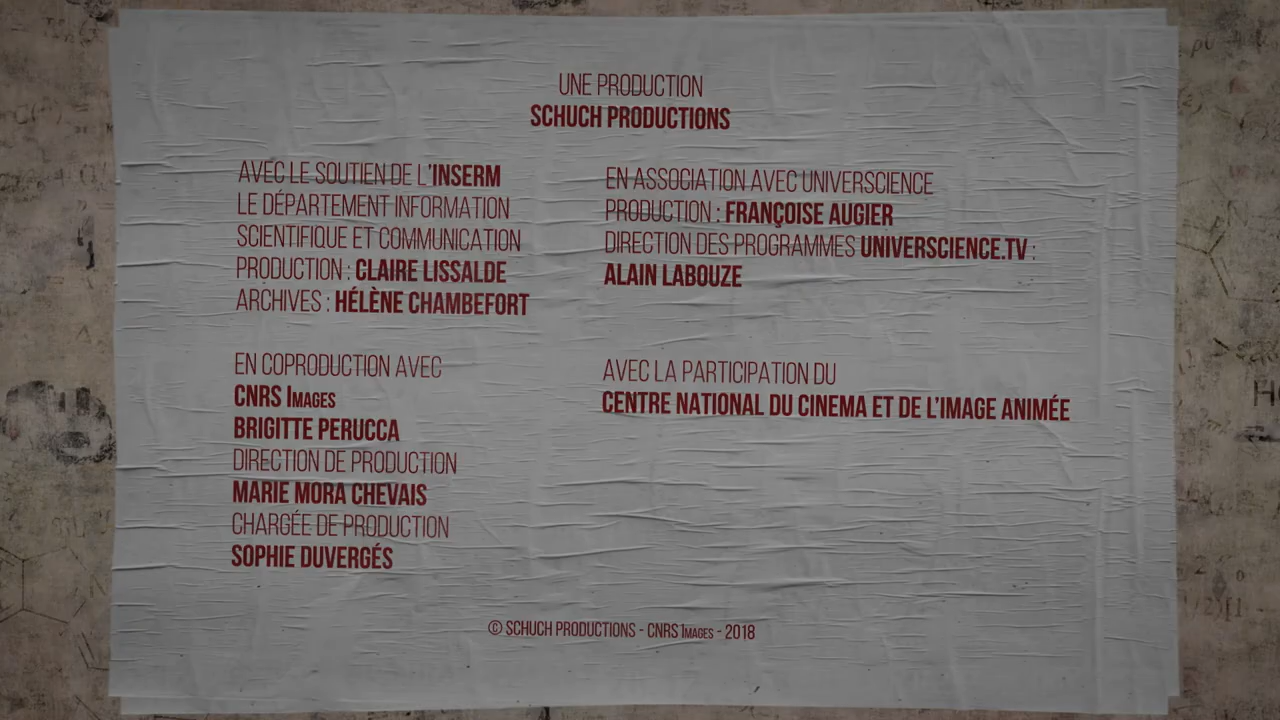 UNE PRODUCTION
SCHUCH PRODUCTIONS
AVEC LE SOUTIEN DE L'INSERM
LE DÉPARTEMENT INFORMATION
SCIENTIFIQUE ET COMMUNICATION
PRODUCTION : CLAIRE LISSALDE
ARCHIVES : HÉLÈNE CHAMBEFORT
EN ASSOCIATION AVEC UNIVERSCIENCE
PRODUCTION : FRANÇOISE AUGIER
DIRECTION DES PROGRAMMES UNIVERSCIENCE.TV :
ALAIN LABOUZE
EN COPRODUCTION AVEC
CNRS Images
BRIGITTE PERUCCA
DIRECTION DE PRODUCTION
MARIE MORA CHEVAIS
CHARGÉE DE PRODUCTION
SOPHIE DUVERGÉS
AVEC LA PARTICIPATION DU
CENTRE NATIONAL DU CINEMA ET DE L'IMAGE ANIMÉE
© SCHUCH PRODUCTIONS - CNRS Images - 2018